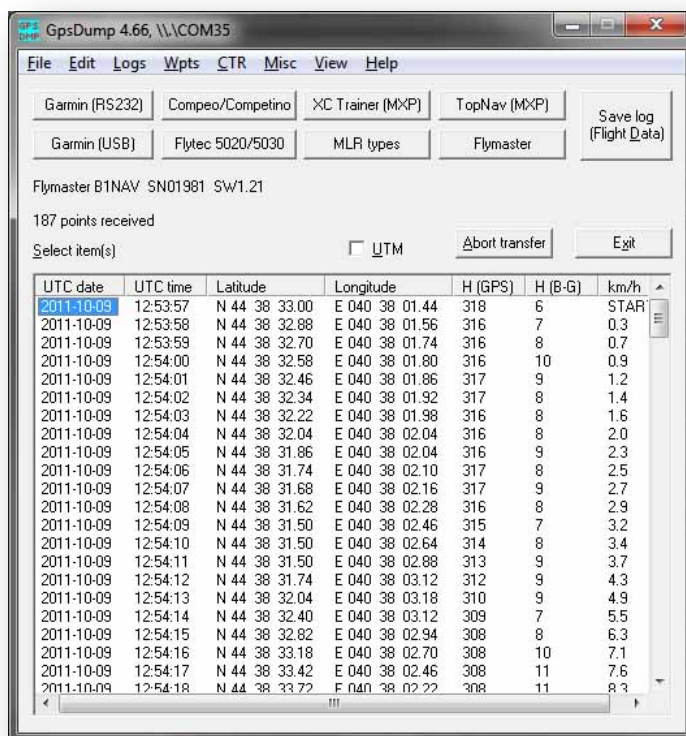 GPS DMP GpsDump 4.66, \\.\COM35
File Edit Logs Wpts CTR Misc View Help
Garmin (RS232) Compeo/Competino XC Trainer (MXP) TopNav (MXP) Save log (Flight Data)
Garmin (USB) Flytec 5020/5030 MLR types Flymaster
Flymaster B1NAV SN01981 SW1.21
187 points received
Select item(s) UTM Abort transfer Exit
UTC date UTC time Latitude Longitude H (GPS) H (B-G) km/h
2011-10-09 12:53:57 N 44 38 33.00 E 040 38 01.44 318 6 START
2011-10-09 12:53:58 N 44 38 32.88 E 040 38 01.56 316 7 0.3
2011-10-09 12:53:59 N 44 38 32.70 E 040 38 01.74 316 8 0.7
2011-10-09 12:54:00 N 44 38 32.58 E 040 38 01.80 316 10 0.9
2011-10-09 12:54:01 N 44 38 32.46 E 040 38 01.86 317 9 1.2
2011-10-09 12:54:02 N 44 38 32.34 E 040 38 01.92 317 8 1.4
2011-10-09 12:54:03 N 44 38 32.22 E 040 38 01.98 316 8 1.6
2011-10-09 12:54:04 N 44 38 32.04 E 040 38 02.04 316 8 2.0
2011-10-09 12:54:05 N 44 38 31.86 E 040 38 02.04 316 9 2.3
2011-10-09 12:54:06 N 44 38 31.74 E 040 38 02.10 317 8 2.5
2011-10-09 12:54:07 N 44 38 31.68 E 040 38 02.16 317 9 2.7
2011-10-09 12:54:08 N 44 38 31.62 E 040 38 02.28 316 8 2.9
2011-10-09 12:54:09 N 44 38 31.50 E 040 38 02.46 315 7 3.2
2011-10-09 12:54:10 N 44 38 31.50 E 040 38 02.64 314 8 3.4
2011-10-09 12:54:11 N 44 38 31.50 E 040 38 02.88 313 9 3.7
2011-10-09 12:54:12 N 44 38 31.74 E 040 38 03.12 312 9 4.3
2011-10-09 12:54:13 N 44 38 32.04 E 040 38 03.18 310 9 4.9
2011-10-09 12:54:14 N 44 38 32.40 E 040 38 03.12 309 7 5.5
2011-10-09 12:54:15 N 44 38 32.82 E 040 38 02.94 308 8 6.3
2011-10-09 12:54:16 N 44 38 33.18 E 040 38 02.70 308 10 7.1
2011-10-09 12:54:17 N 44 38 33.42 E 040 38 02.46 308 11 7.6
2011-10-09 12:54:18 N 44 38 33.72 E 040 38 02.22 308 11 8.3